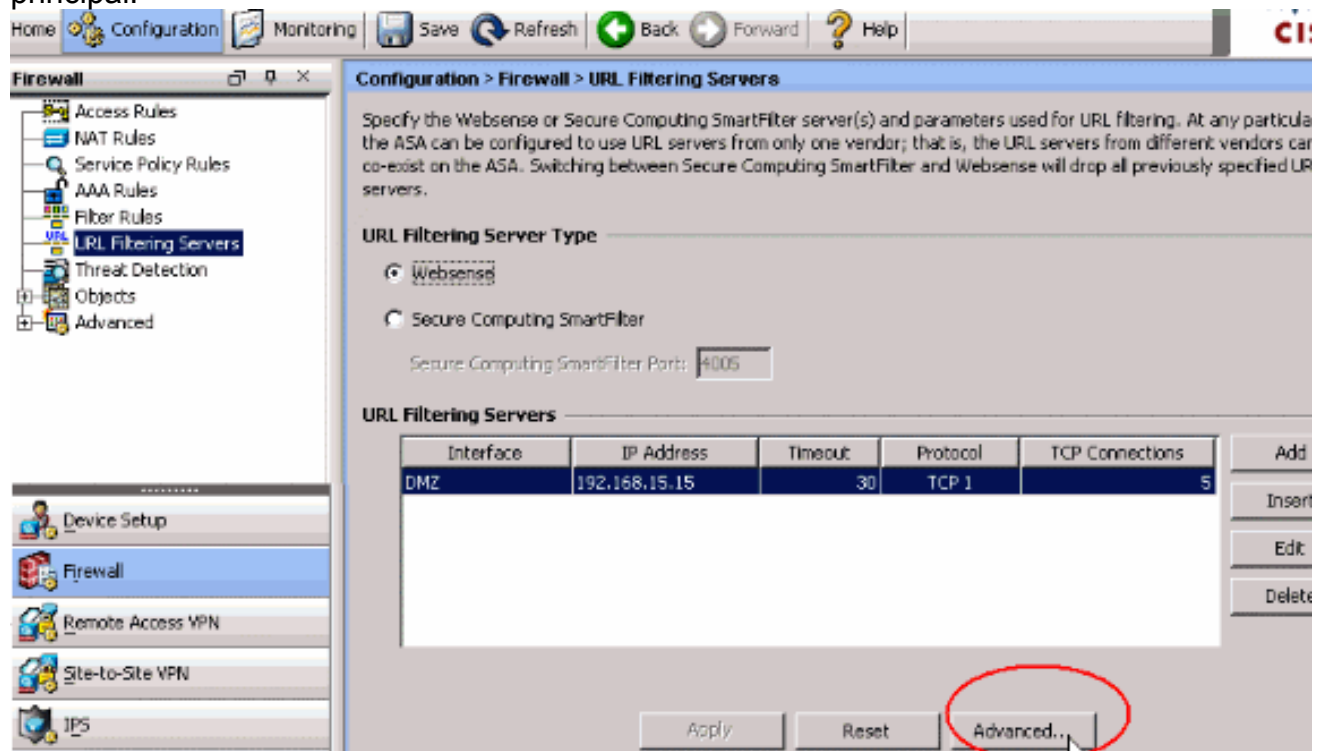 principal.
Home Configuration Monitoring Save Refresh Back Forward Help
Firewall
Access Rules
NAT Rules
Service Policy Rules
AAA Rules
Filter Rules
URL Filtering Servers
Threat Detection
Objects
Advanced
Device Setup
Firewall
Remote Access VPN
Site-to-Site VPN
IPS
Configuration > Firewall > URL Filtering Servers
Specify the Websense or Secure Computing SmartFilter server(s) and parameters used for URL filtering. At any particula
the ASA can be configured to use URL servers from only one vendor; that is, the URL servers from different vendors can
co-exist on the ASA. Switching between Secure Computing SmartFilter and Websense will drop all previously specified UR
servers.
URL Filtering Server Type
Websense
Secure Computing SmartFilter
Secure Computing SmartFilter Port: 4005
URL Filtering Servers
Interface IP Address Timeout Protocol TCP Connections
DMZ 192.168.15.15 30 TCP 1 5
Add
Insert
Edit
Delete
Apply Reset Advanced...